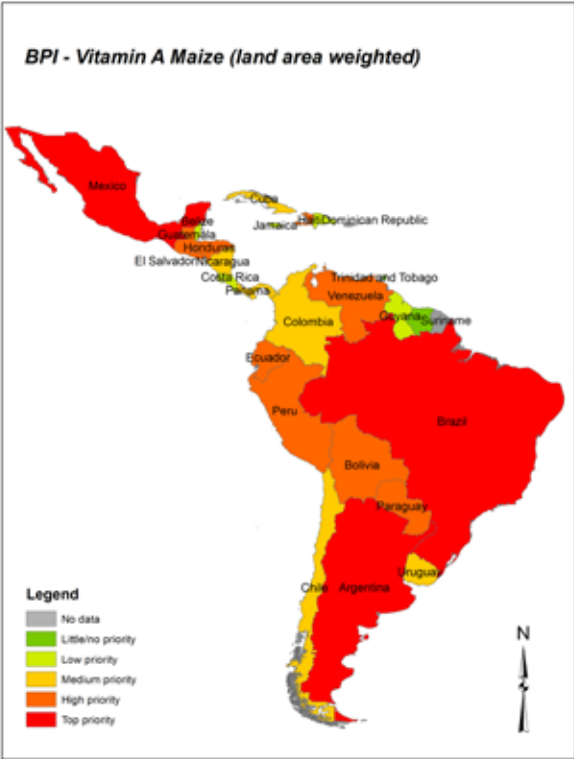 BPI - Vitamin A Maize (land area weighted)
Mexico
Cuba
Belize
Jamaica
Haiti Dominican Republic
Guatemala
Honduras
El Salvador Nicaragua
Costa Rica
Panama
Trinidad and Tobago
Venezuela
Guyana
Suriname
Colombia
Ecuador
Peru
Brazil
Bolivia
Paraguay
Uruguay
Chile
Argentina
Legend
No data
Little/no priority
Low priority
Medium priority
High priority
Top priority
N